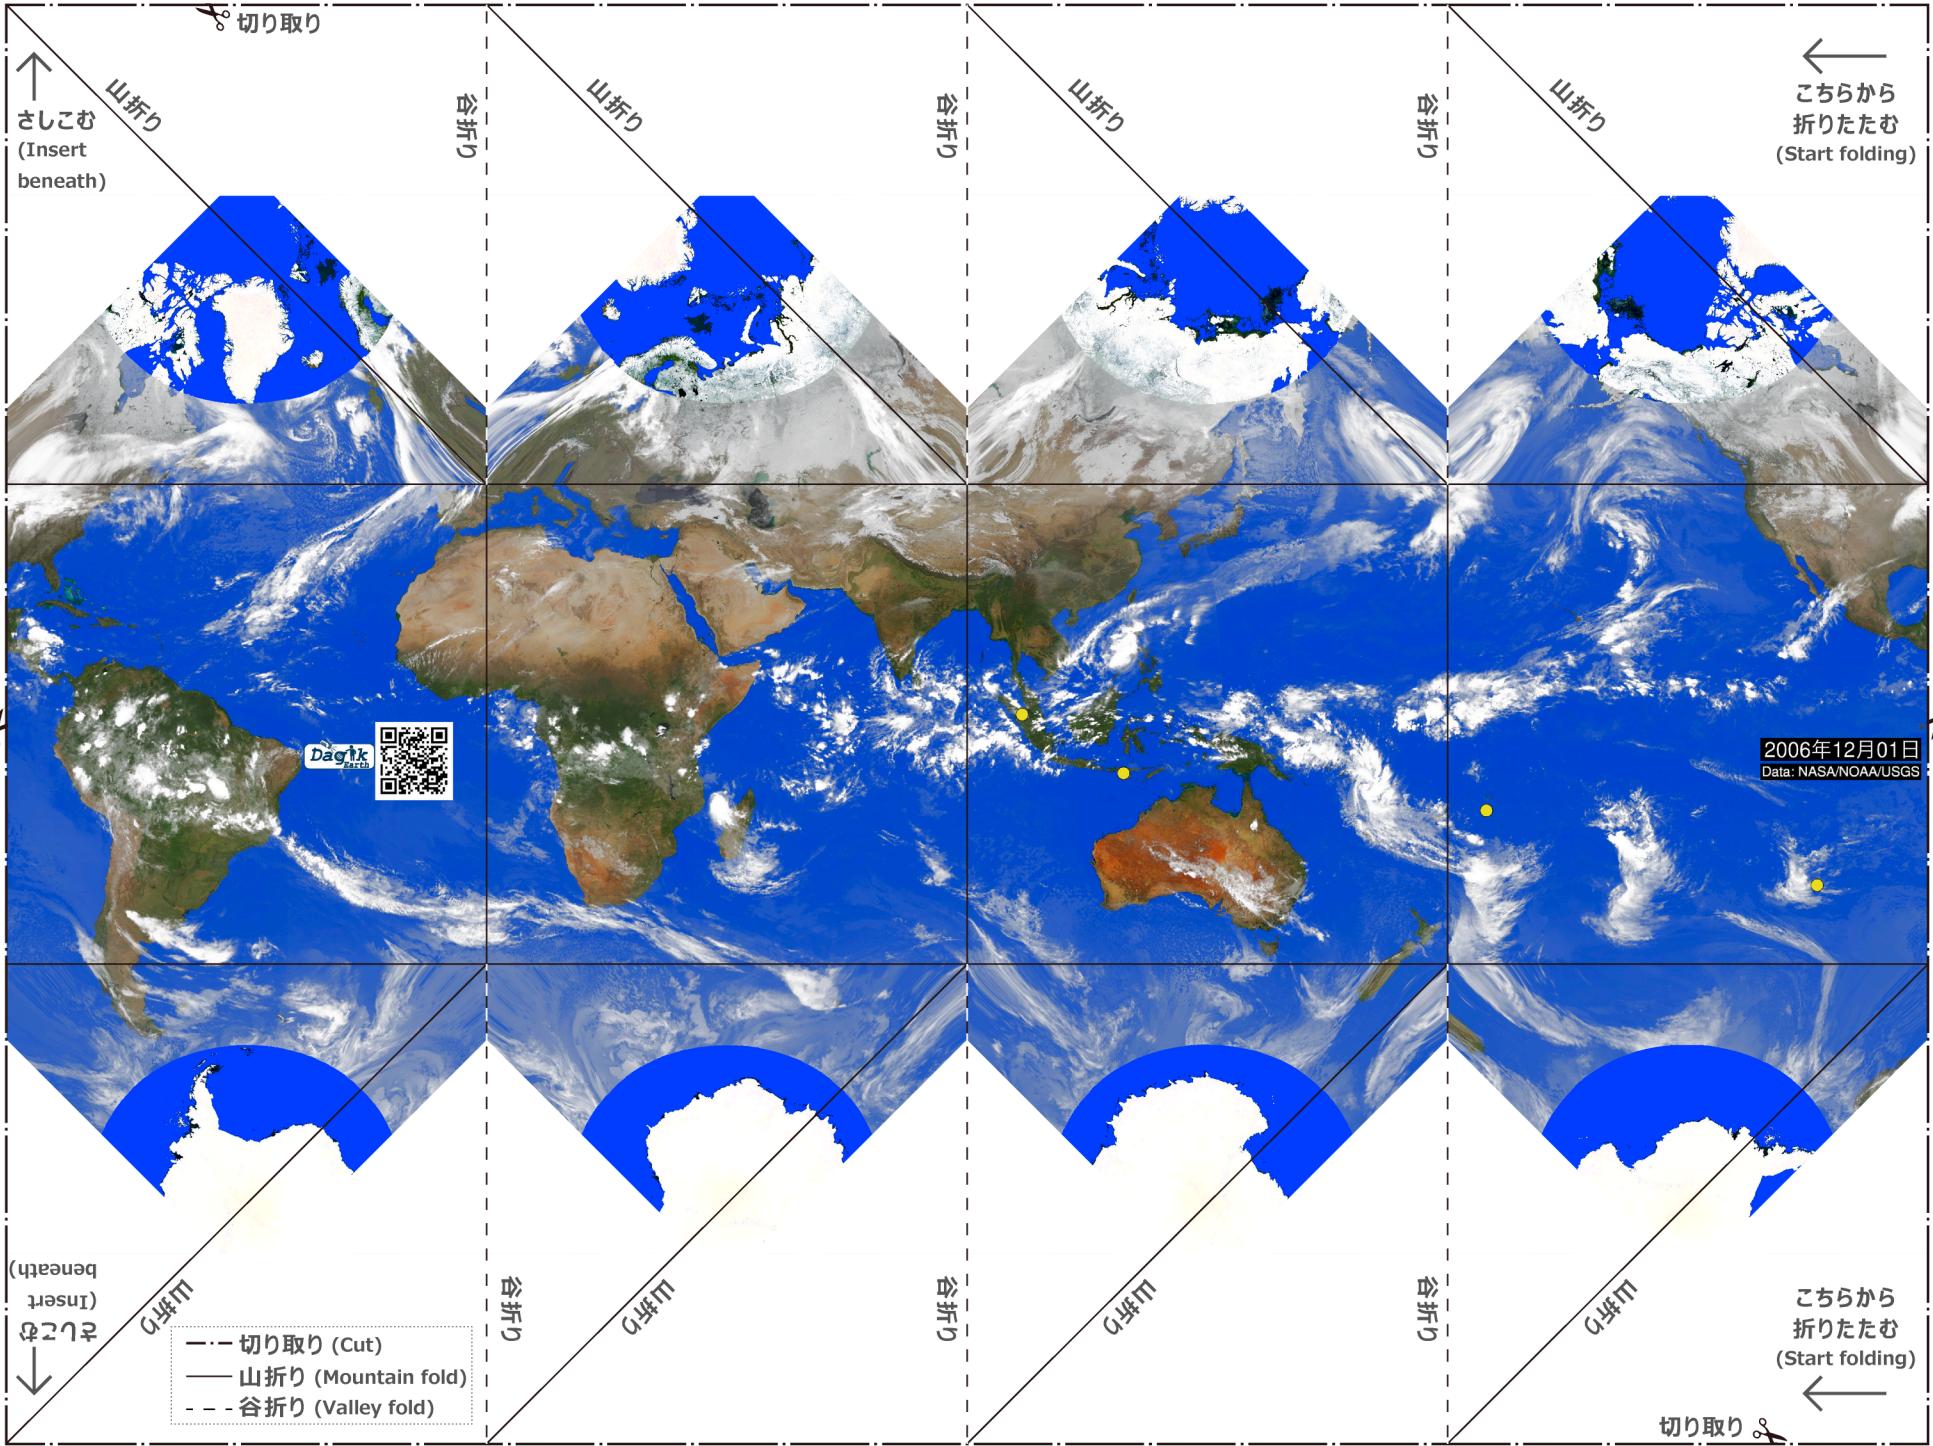 切り取り
山折り
谷折り
山折り
谷折り
山折り
谷折り
山折り
さしこむ
(Insert
beneath)
こちらから
折りたたむ
(Start folding)
Dagik
Earth
2006年12月01日
Data: NASA/NOAA/USGS
さしこむ
(Insert
beneath)
山折り
谷折り
山折り
谷折り
山折り
谷折り
山折り
こちらから
折りたたむ
(Start folding)
切り取り (Cut)
山折り (Mountain fold)
谷折り (Valley fold)
切り取り